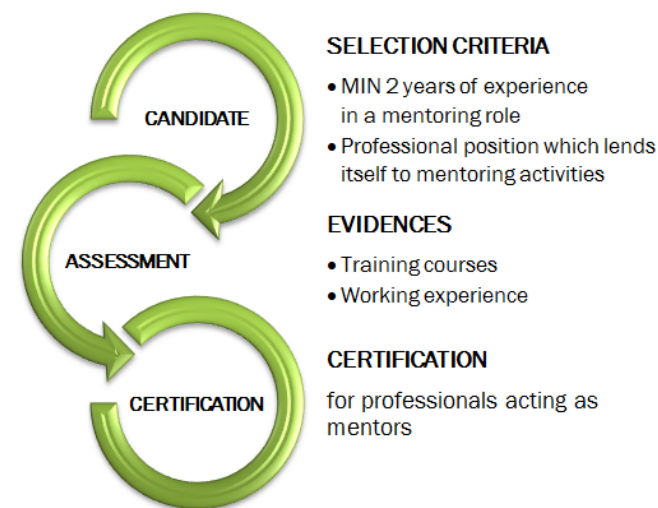 CANDIDATE
SELECTION CRITERIA
• MIN 2 years of experience
in a mentoring role
• Professional position which lends
itself to mentoring activities
ASSESSMENT
EVIDENCES
• Training courses
• Working experience
CERTIFICATION
CERTIFICATION
for professionals acting as
mentors